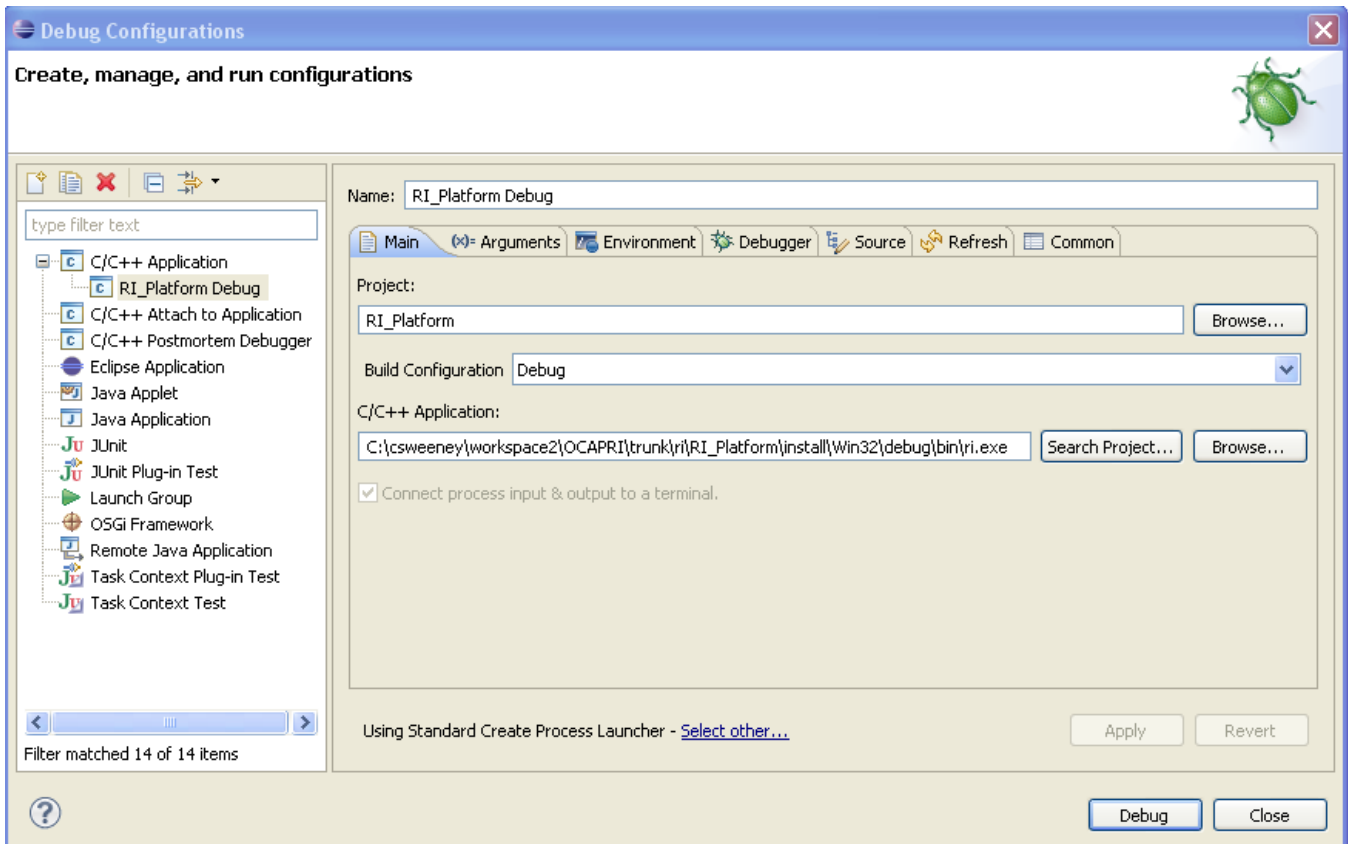 Debug Configurations
Create, manage, and run configurations
type filter text
C/C++ Application
RI_Platform Debug
C/C++ Attach to Application
C/C++ Postmortem Debugger
Eclipse Application
Java Applet
Java Application
JUnit
JUnit Plug-in Test
Launch Group
OSGi Framework
Remote Java Application
Task Context Plug-in Test
Task Context Test
Filter matched 14 of 14 items
Name: RI_Platform Debug
Main (x)= Arguments Environment Debugger Source Refresh Common
Project:
RI_Platform Browse...
Build Configuration Debug
C/C++ Application:
C:\csweeney\workspace2\OCAPRI\trunk\ri\RI_Platform\install\Win32\debug\bin\ri.exe Search Project... Browse...
Connect process input & output to a terminal.
Using Standard Create Process Launcher - Select other... Apply Revert
Debug Close